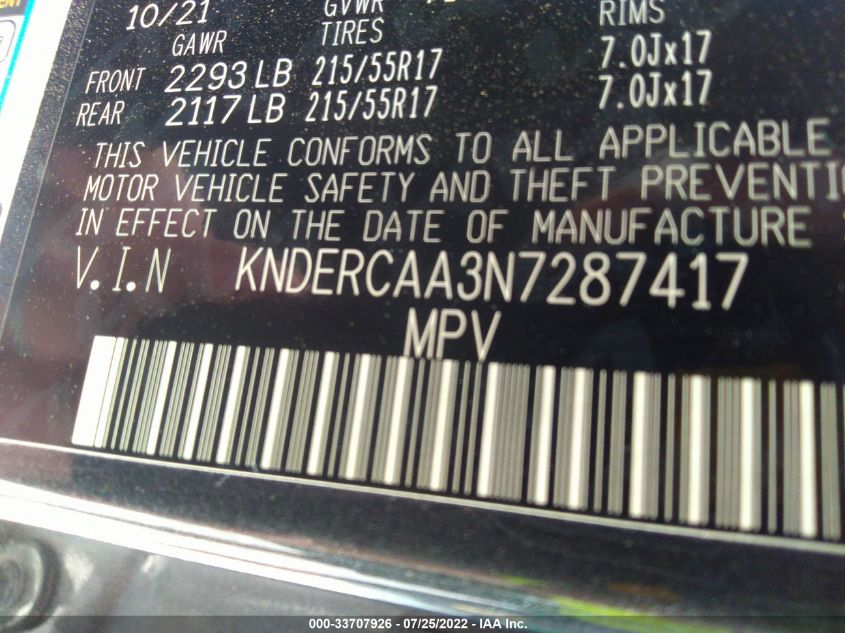 10/21 GVWR
GAWR TIRES RIMS
FRONT 2293 LB 215/55R17 7.0Jx17
REAR 2117 LB 215/55R17 7.0Jx17
THIS VEHICLE CONFORMS TO ALL APPLICABLE
MOTOR VEHICLE SAFETY AND THEFT PREVENTI
IN EFFECT ON THE DATE OF MANUFACTURE
V.I.N KNDERCAA3N7287417
MPV
000-33707926 - 07/25/2022 - IAA Inc.